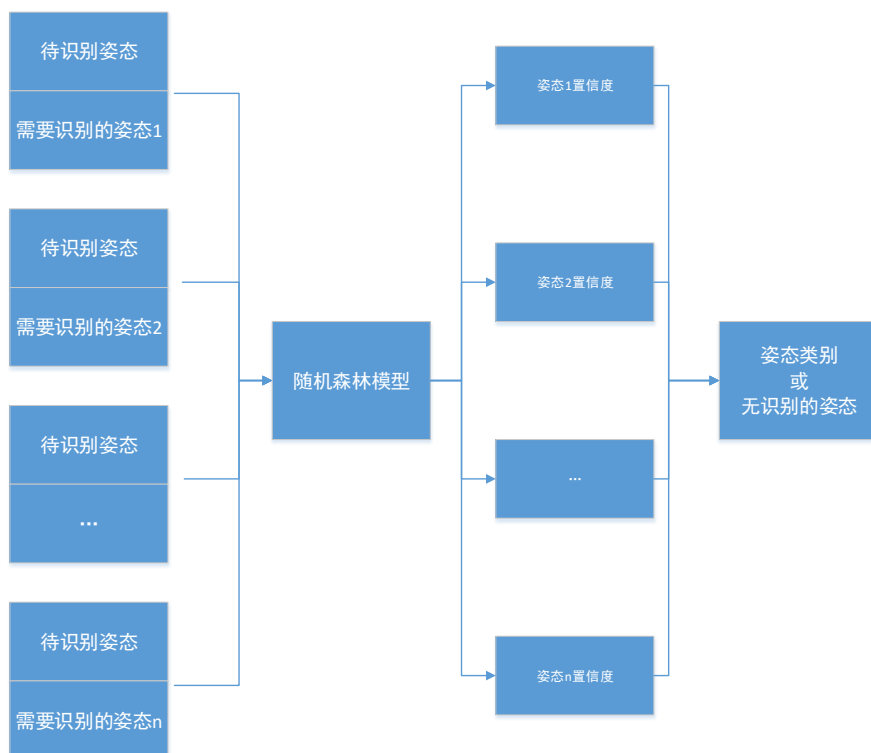 待识别姿态
需要识别的姿态1
待识别姿态
需要识别的姿态2
待识别姿态
...
待识别姿态
需要识别的姿态n
随机森林模型
姿态1置信度
姿态2置信度
...
姿态n置信度
姿态类别
或
无识别的姿态